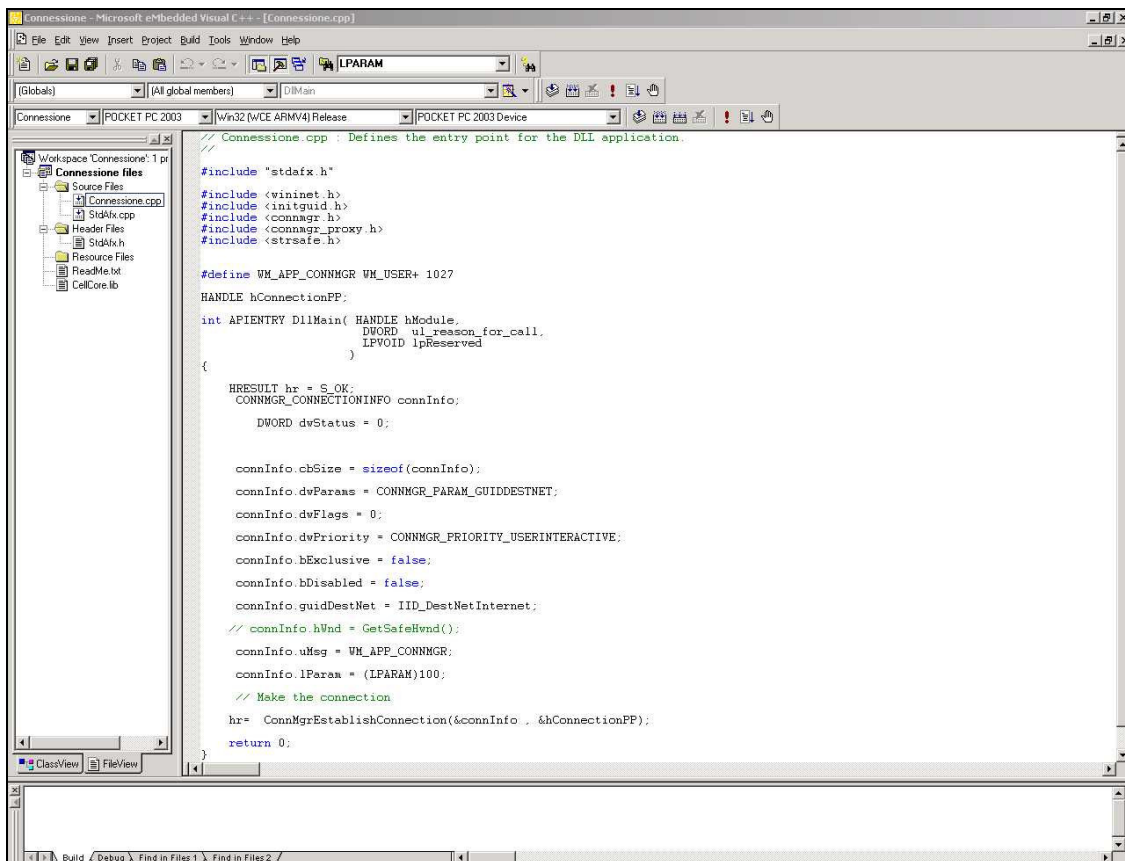 Connessione - Microsoft eMbedded Visual C++ - [Connessione.cpp]
File Edit View Insert Project Build Tools Window Help
LPARAM
(Globals) (All global members) DllMain
Connessione POCKET PC 2003 Win32 (WCE ARMV4) Release POCKET PC 2003 Device
Workspace 'Connessione': 1 pr
Connessione files
Source Files
Connessione.cpp
StdAfx.cpp
Header Files
StdAfx.h
Resource Files
ReadMe.txt
CellCore.lib
ClassView FileView
// Connessione.cpp : Defines the entry point for the DLL application.
//
#include "stdafx.h"
#include <wininet.h>
#include <initguid.h>
#include <connmgr.h>
#include <connmgr_proxy.h>
#include <strsafe.h>
#define WM_APP_CONNMGR WM_USER+ 1027
HANDLE hConnectionPP;
int APIENTRY DllMain( HANDLE hModule,
DWORD ul_reason_for_call,
LPVOID lpReserved
)
{
HRESULT hr = S_OK;
CONNMGR_CONNECTIONINFO connInfo;
DWORD dwStatus = 0;
connInfo.cbSize = sizeof(connInfo);
connInfo.dwParams = CONNMGR_PARAM_GUIDDESTNET;
connInfo.dwFlags = 0;
connInfo.dwPriority = CONNMGR_PRIORITY_USERINTERACTIVE;
connInfo.bExclusive = false;
connInfo.bDisabled = false;
connInfo.guidDestNet = IID_DestNetInternet;
// connInfo.hWnd = GetSafeHwnd();
connInfo.uMsg = WM_APP_CONNMGR;
connInfo.lParam = (LPARAM)100;
// Make the connection
hr= ConnMgrEstablishConnection(&connInfo , &hConnectionPP);
return 0;
}
Build Debug Find in Files 1 Find in Files 2